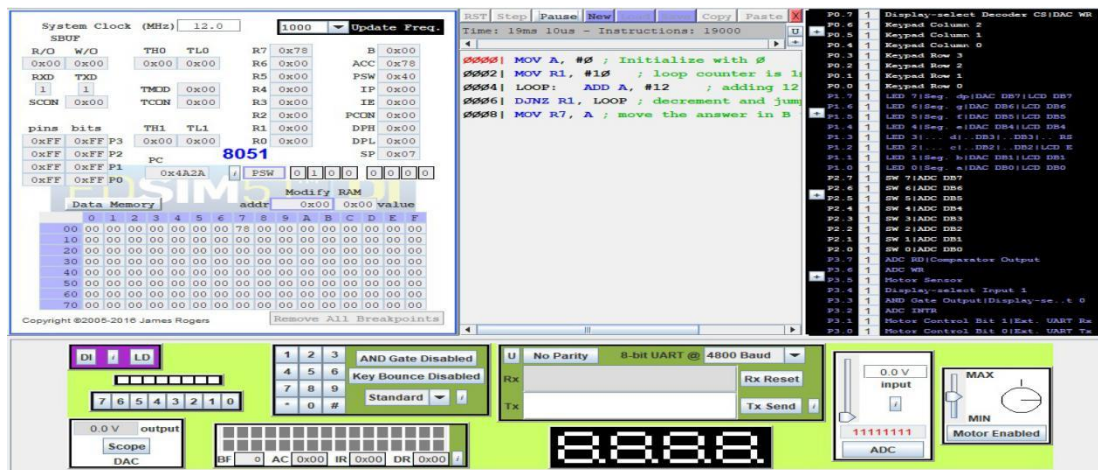 System Clock (MHz) 12.0 1000 Update Freq.
SBUF
R/O W/O TH0 TL0 R7 0x78 B 0x00
0x00 0x00 0x00 0x00 R6 0x00 ACC 0x78
RXD TXD R5 0x00 PSW 0x40
1 1 TMOD 0x00 R4 0x00 IP 0x00
SCON 0x00 TCON 0x00 R3 0x00 IE 0x00
R2 0x00 PCON 0x00
pins bits TH1 TL1 R1 0x00 DPH 0x00
0xFF 0xFF P3 0x00 0x00 R0 0x00 DPL 0x00
0xFF 0xFF P2 8051 SP 0x07
0xFF 0xFF P1 PC
0xFF 0xFF P0 0x4A2A i PSW 0 1 0 0 0 0 0 0
Modify RAM
Data Memory addr 0x00 0x00 value
0 1 2 3 4 5 6 7 8 9 A B C D E F
00 00 00 00 00 00 00 00 78 00 00 00 00 00 00 00 00
10 00 00 00 00 00 00 00 00 00 00 00 00 00 00 00 00
20 00 00 00 00 00 00 00 00 00 00 00 00 00 00 00 00
30 00 00 00 00 00 00 00 00 00 00 00 00 00 00 00 00
40 00 00 00 00 00 00 00 00 00 00 00 00 00 00 00 00
50 00 00 00 00 00 00 00 00 00 00 00 00 00 00 00 00
60 00 00 00 00 00 00 00 00 00 00 00 00 00 00 00 00
70 00 00 00 00 00 00 00 00 00 00 00 00 00 00 00 00
Copyright ©2005-2016 James Rogers Remove All Breakpoints
RST Step Pause New Copy Paste X
Time: 19ms 10us - Instructions: 19000 U
0000| MOV A, #0 ; Initialize with 0
0002| MOV R1, #10 ; loop counter is 1
0004| LOOP: ADD A, #12 ; adding 12
0006| DJNZ R1, LOOP ; decrement and jump
0008| MOV R7, A ; move the answer in B
P0.7 1 Display-select Decoder CS|DAC WR
P0.6 1 Keypad Column 2
P0.5 1 Keypad Column 1
P0.4 1 Keypad Column 0
P0.3 1 Keypad Row 3
P0.2 1 Keypad Row 2
P0.1 1 Keypad Row 1
P0.0 1 Keypad Row 0
P1.7 1 LED 7|Seg. dp|DAC DB7|LCD DB7
P1.6 1 LED 6|Seg. g|DAC DB6|LCD DB6
P1.5 1 LED 5|Seg. f|DAC DB5|LCD DB5
P1.4 1 LED 4|Seg. e|DAC DB4|LCD DB4
P1.3 1 LED 3|... d|..DB3|..DB3|.. RS
P1.2 1 LED 2|... c|..DB2|..DB2|LCD E
P1.1 1 LED 1|Seg. b|DAC DB1|LCD DB1
P1.0 1 LED 0|Seg. a|DAC DB0|LCD DB0
P2.7 1 SW 7|ADC DB7
P2.6 1 SW 6|ADC DB6
P2.5 1 SW 5|ADC DB5
P2.4 1 SW 4|ADC DB4
P2.3 1 SW 3|ADC DB3
P2.2 1 SW 2|ADC DB2
P2.1 1 SW 1|ADC DB1
P2.0 1 SW 0|ADC DB0
P3.7 1 ADC RD|Comparator Output
P3.6 1 ADC WR
P3.5 1 Motor Sensor
P3.4 1 Display-select Input 1
P3.3 1 AND Gate Output|Display-se..t 0
P3.2 1 ADC INTR
P3.1 1 Motor Control Bit 1|Ext. UART Rx
P3.0 1 Motor Control Bit 0|Ext. UART Tx
DI i LD
7 6 5 4 3 2 1 0
0.0 V output
Scope
DAC
1 2 3 AND Gate Disabled
4 5 6 Key Bounce Disabled
7 8 9 Standard i
* 0 #
BF 0 AC 0x00 IR 0x00 DR 0x00 i
U No Parity 8-bit UART @ 4800 Baud
Rx Rx Reset
Tx Tx Send i
8.8.8.8.
0.0 V
input
i
11111111
ADC
MAX
MIN
Motor Enabled